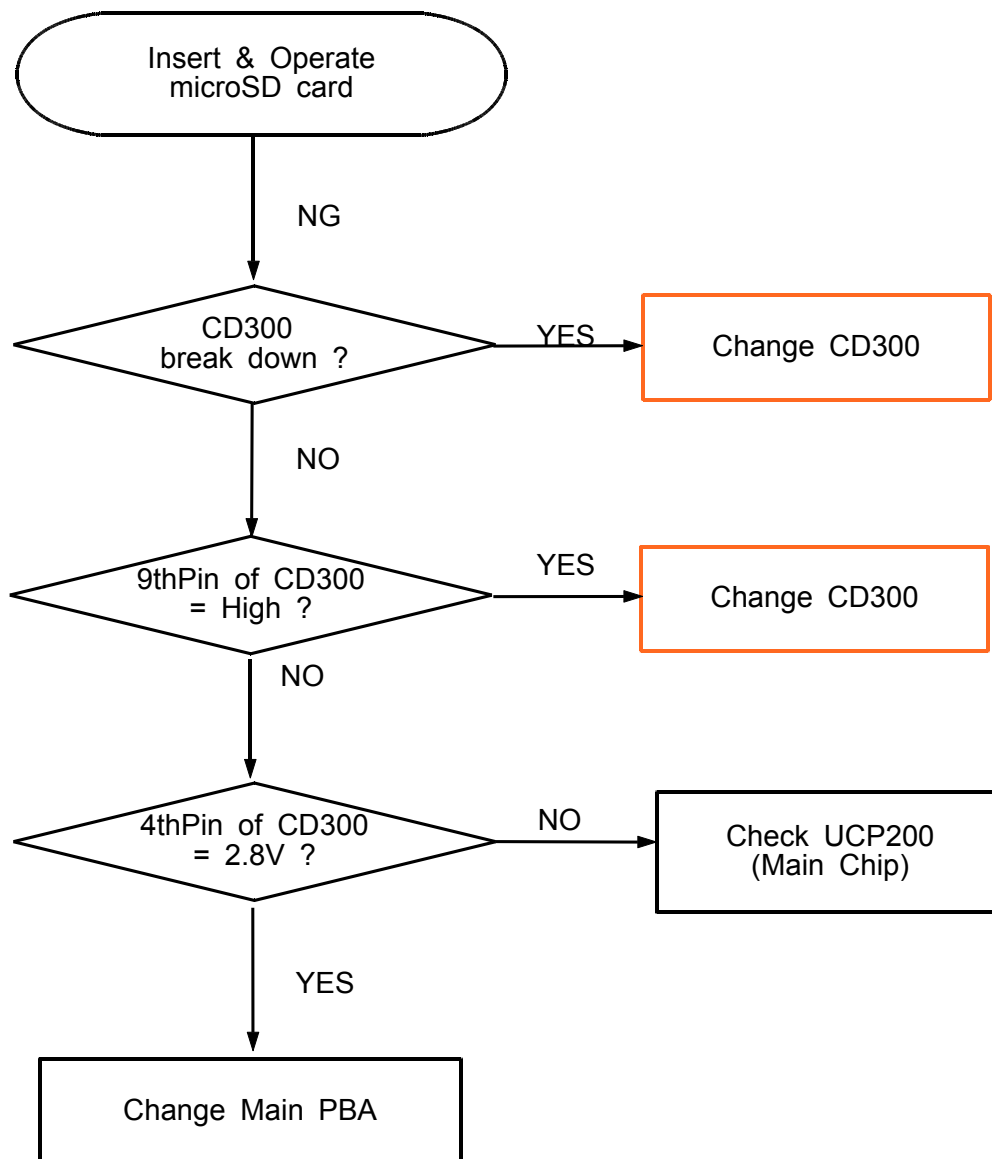 Insert & Operate
microSD card
NG
CD300
break down ?
YES
Change CD300
NO
9thPin of CD300
= High ?
YES
Change CD300
NO
4thPin of CD300
= 2.8V ?
NO
Check UCP200
(Main Chip)
YES
Change Main PBA